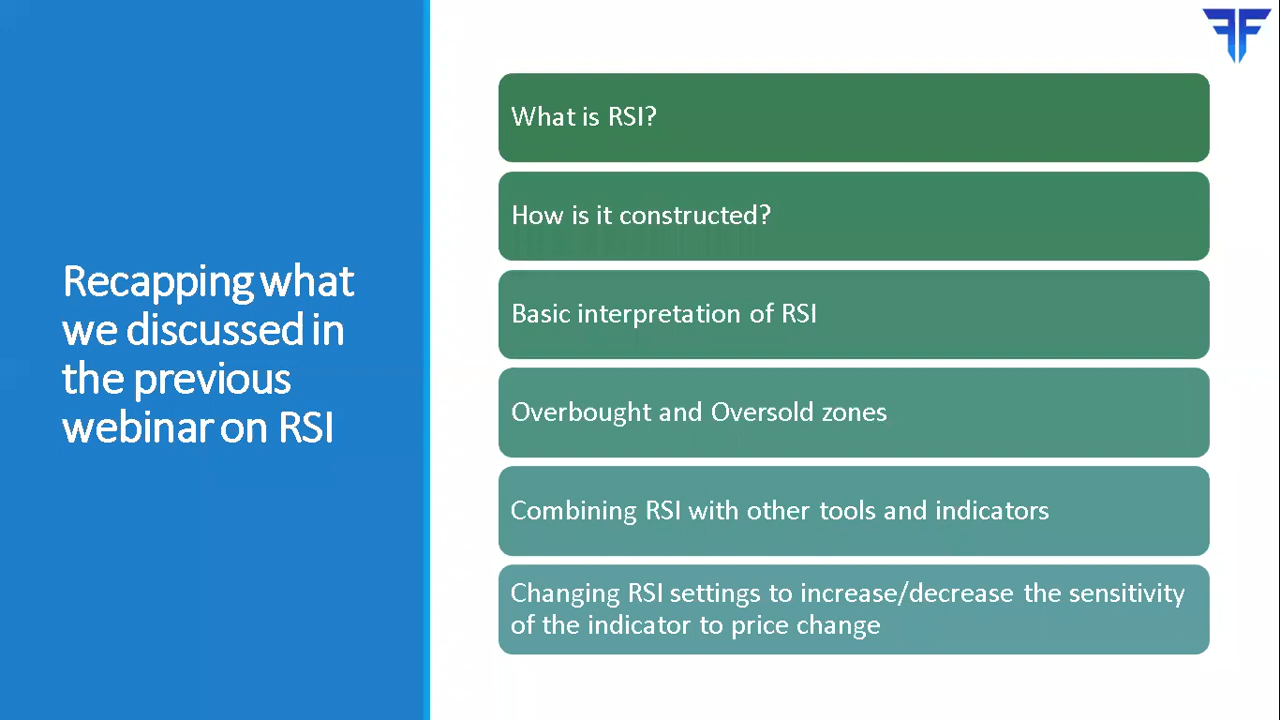 Recapping what
we discussed in
the previous
webinar on RSI
What is RSI?
How is it constructed?
Basic interpretation of RSI
Overbought and Oversold zones
Combining RSI with other tools and indicators
Changing RSI settings to increase/decrease the sensitivity
of the indicator to price change